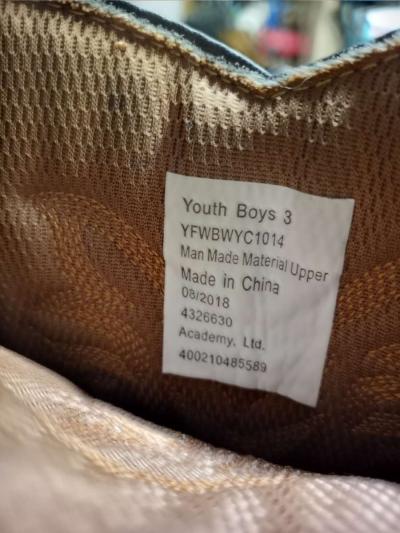 Youth Boys 3
YFWBWYC1014
Man Made Material Upper
Made in China
08/2018
4326630
Academy, Ltd.
400210485589